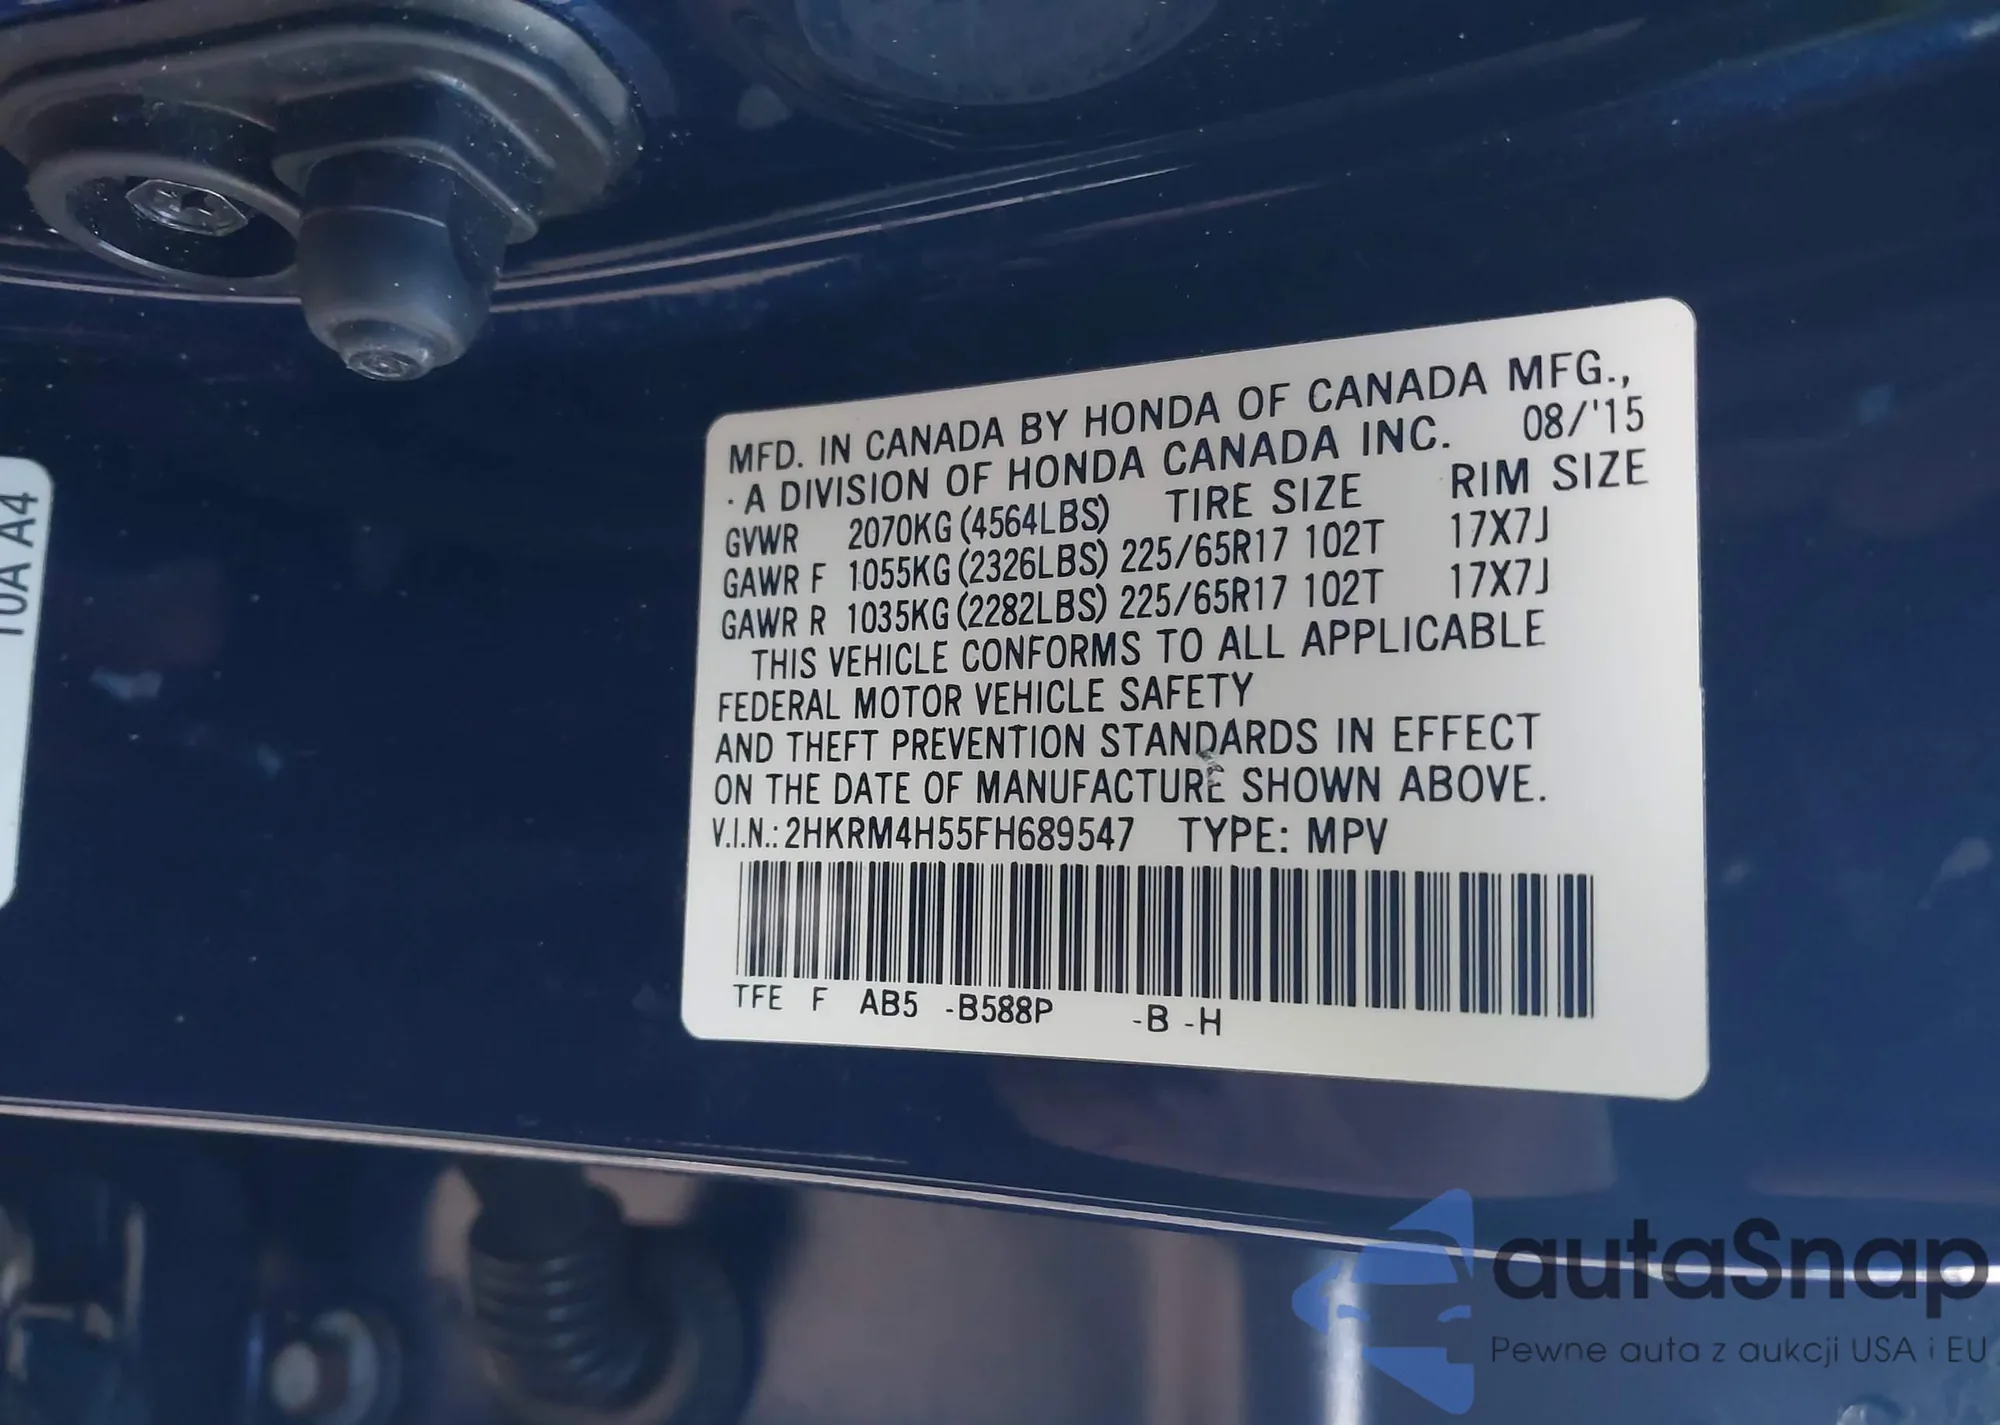 MFD. IN CANADA BY HONDA OF CANADA MFG.,
· A DIVISION OF HONDA CANADA INC. 08/'15
GVWR 2070KG (4564LBS) TIRE SIZE RIM SIZE
GAWR F 1055KG (2326LBS) 225/65R17 102T 17X7J
GAWR R 1035KG (2282LBS) 225/65R17 102T 17X7J
THIS VEHICLE CONFORMS TO ALL APPLICABLE
FEDERAL MOTOR VEHICLE SAFETY
AND THEFT PREVENTION STANDARDS IN EFFECT
ON THE DATE OF MANUFACTURE SHOWN ABOVE.
V.I.N.: 2HKRM4H55FH689547 TYPE: MPV
TFE F AB5 -B588P -B -H
10A A4
autaSnap
Pewne auta z aukcji USA i EU